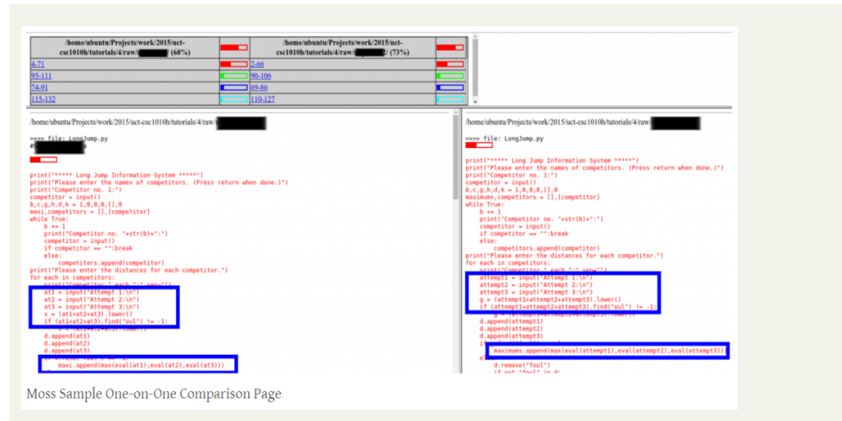 /home/ubuntu/Projects/work/2015/uct-
csc1010h/tutorials/4/raw/ (68%)
/home/ubuntu/Projects/work/2015/uct-
csc1010h/tutorials/4/raw/ 2/ (73%)
4-71
2-66
95-111
90-106
74-91
69-86
115-132
110-127
/home/ubuntu/Projects/work/2015/uct-csc1010h/tutorials/4/raw/
>>>> file: LongJump.py
#
print("***** Long Jump Information System *****")
print("Please enter the names of competitors. (Press return when done.)")
print("Competitor no. 1:")
competitor = input()
b,c,g,h,d,k = 1,0,0,0,[],0
maxi,competitors = [],[competitor]
while True:
b += 1
print("Competitor no. "+str(b)+":")
competitor = input()
if competitor == "":break
else:
competitors.append(competitor)
print("Please enter the distances for each competitor.")
for each in competitors:
print("Competitor ",each,":",sep="")
at1 = input("Attempt 1:\n")
at2 = input("Attempt 2:\n")
at3 = input("Attempt 3:\n")
x = (at1+at2+at3).lower()
if (at1+at2+at3).find("oul") != -1:
d.append(at1)
d.append(at2)
d.append(at3)
maxi.append(max(eval(at1),eval(at2),eval(at3)))
/home/ubuntu/Projects/work/2015/uct-csc1010h/tutorials/4/raw/
>>>> file: LongJump.py
print("***** Long Jump Information System *****")
print("Please enter the names of competitors. (Press return when done.)")
print("Competitor no. 1:")
competitor = input()
b,c,g,h,d,k = 1,0,0,0,[],0
maximums,competitors = [],[competitor]
while True:
b += 1
print("Competitor no. "+str(b)+":")
competitor = input()
if competitor == "":break
else:
competitors.append(competitor)
print("Please enter the distances for each competitor.")
for each in competitors:
print("Competitor ",each,":",sep="")
attempt1 = input("Attempt 1:\n")
attempt2 = input("Attempt 2:\n")
attempt3 = input("Attempt 3:\n")
g = (attempt1+attempt2+attempt3).lower()
if (attempt1+attempt2+attempt3).find("oul") != -1:
d.append(attempt1)
d.append(attempt2)
d.append(attempt3)
maximums.append(max(eval(attempt1),eval(attempt2),eval(attempt3)))
d.remove("foul")
Moss Sample One-on-One Comparison Page